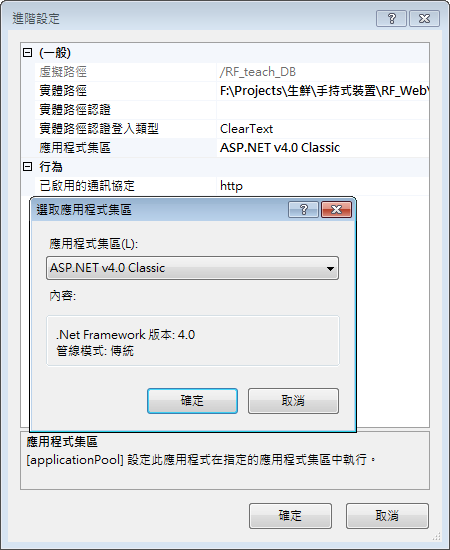 進階設定
(一般)
虛擬路徑 /RF_teach_DB
實體路徑 F:\Projects\生鮮\手持式裝置\RF_Web\
實體路徑認證
實體路徑認證登入類型 ClearText
應用程式集區 ASP.NET v4.0 Classic
行為
已啟用的通訊協定 http
選取應用程式集區
應用程式集區(L):
ASP.NET v4.0 Classic
內容:
.Net Framework 版本: 4.0
管線模式: 傳統
確定 取消
應用程式集區
[applicationPool] 設定此應用程式在指定的應用程式集區中執行。
確定 取消